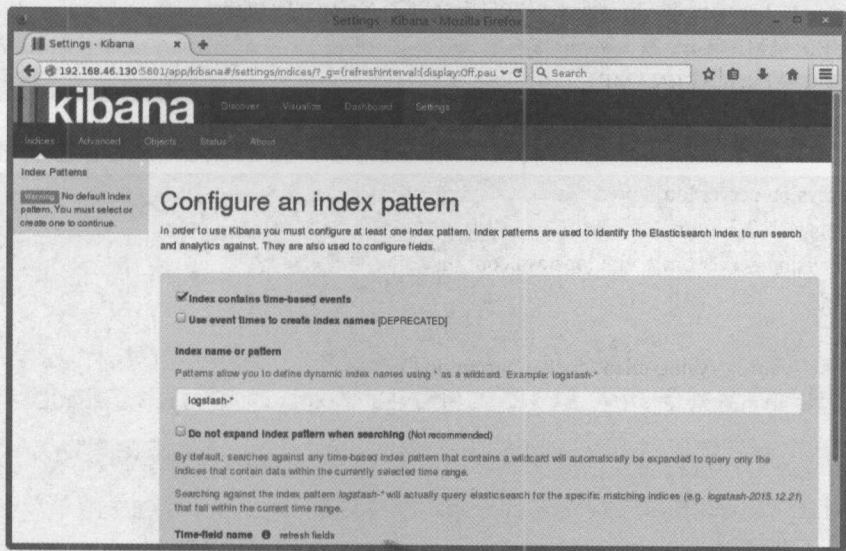 Settings - Kibana - Mozilla Firefox
Settings - Kibana
192.168.46.130:5601/app/kibana#/settings/indices/?_g=(refreshInterval:(display:Off,pau
Search
kibana
Discover Visualize Dashboard Settings
Indices Advanced Objects Status About
Index Patterns
Warning No default index
pattern. You must select or
create one to continue.
Configure an index pattern
In order to use Kibana you must configure at least one index pattern. Index patterns are used to identify the Elasticsearch index to run search
and analytics against. They are also used to configure fields.
Index contains time-based events
Use event times to create index names [DEPRECATED]
Index name or pattern
Patterns allow you to define dynamic index names using * as a wildcard. Example: logstash-*
logstash-*
Do not expand index pattern when searching (Not recommended)
By default, searches against any time-based index pattern that contains a wildcard will automatically be expanded to query only the
indices that contain data within the currently selected time range.
Searching against the index pattern logstash-* will actually query elasticsearch for the specific matching indices (e.g. logstash-2015.12.21)
that fall within the current time range.
Time-field name refresh fields